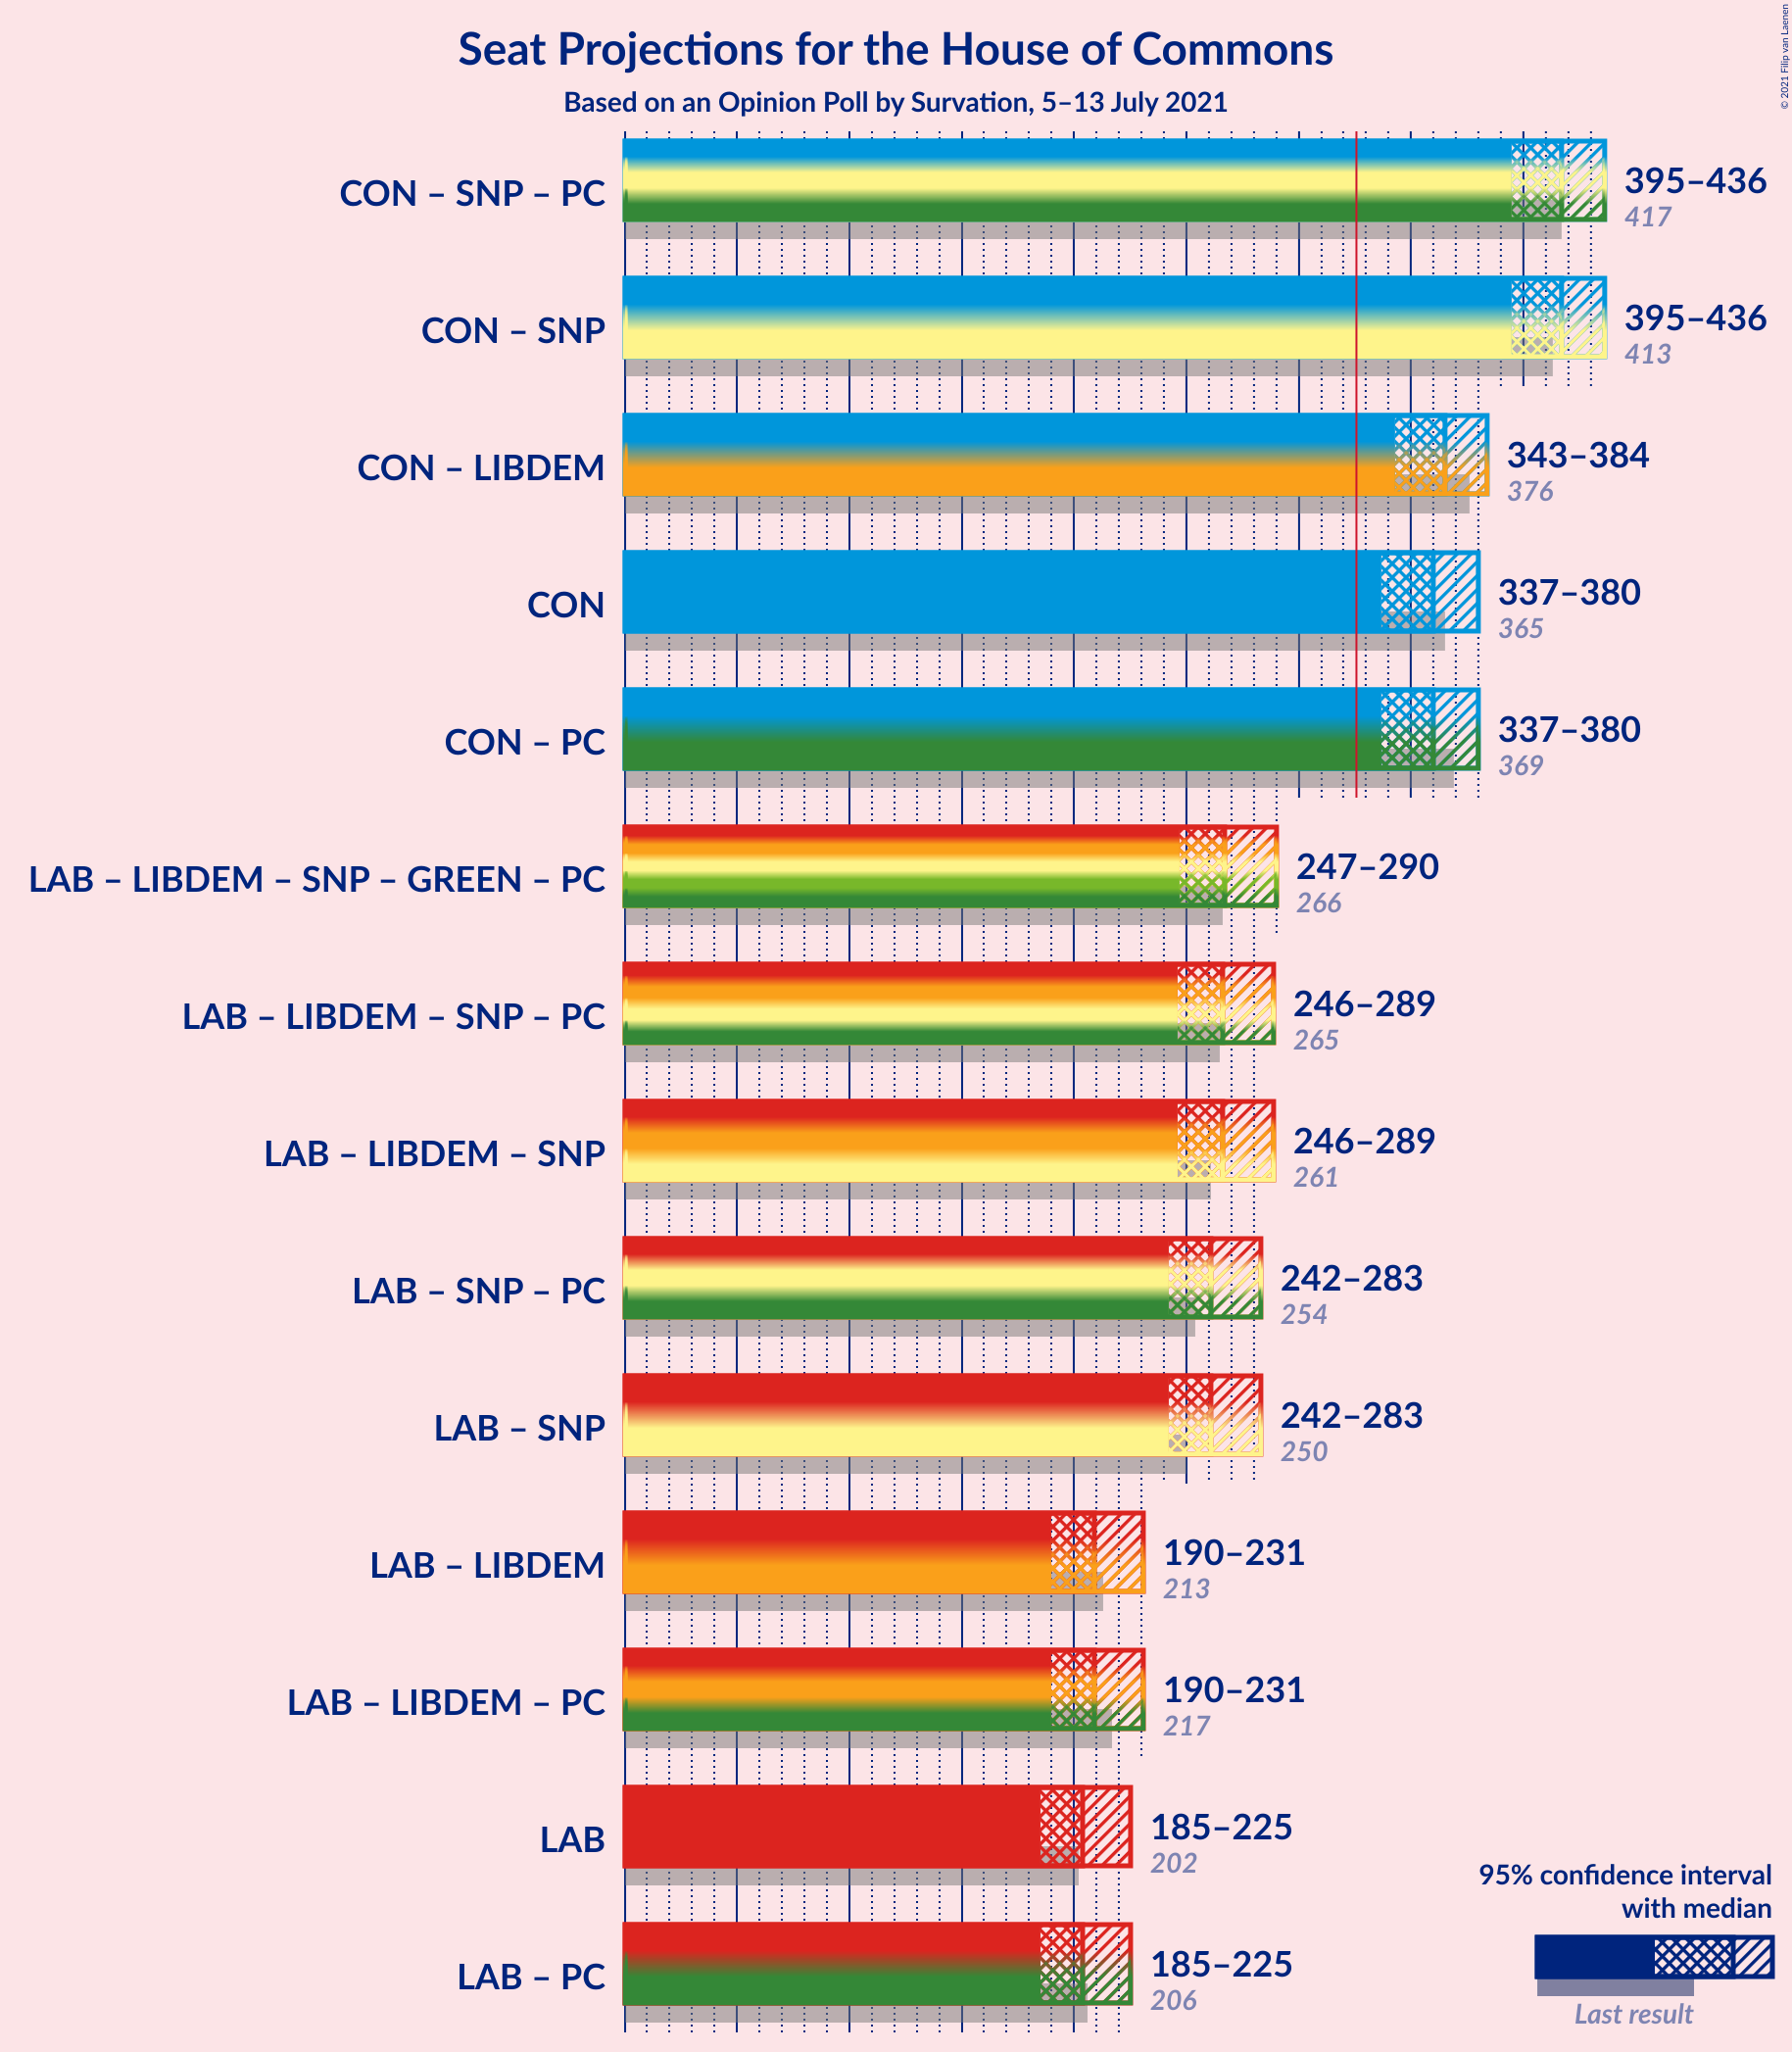 Seat Projections for the House of Commons
Based on an Opinion Poll by Survation, 5–13 July 2021
© 2021 Filip van Laenen
CON – SNP – PC
395–436
417
CON – SNP
395–436
413
CON – LIBDEM
343–384
376
CON
337–380
365
CON – PC
337–380
369
LAB – LIBDEM – SNP – GREEN – PC
247–290
266
LAB – LIBDEM – SNP – PC
246–289
265
LAB – LIBDEM – SNP
246–289
261
LAB – SNP – PC
242–283
254
LAB – SNP
242–283
250
LAB – LIBDEM
190–231
213
LAB – LIBDEM – PC
190–231
217
LAB
185–225
202
LAB – PC
185–225
206
95% confidence interval
with median
Last result